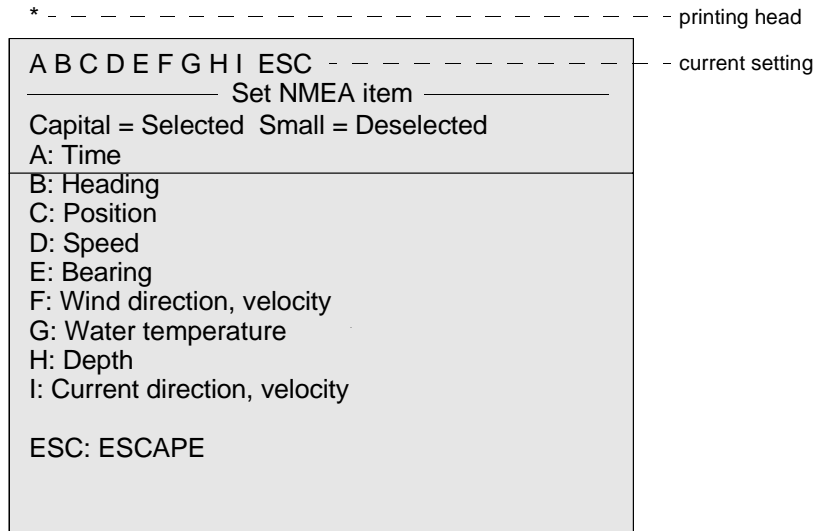 * printing head
A B C D E F G H I ESC current setting
Set NMEA item
Capital = Selected Small = Deselected
A: Time
B: Heading
C: Position
D: Speed
E: Bearing
F: Wind direction, velocity
G: Water temperature
H: Depth
I: Current direction, velocity
ESC: ESCAPE